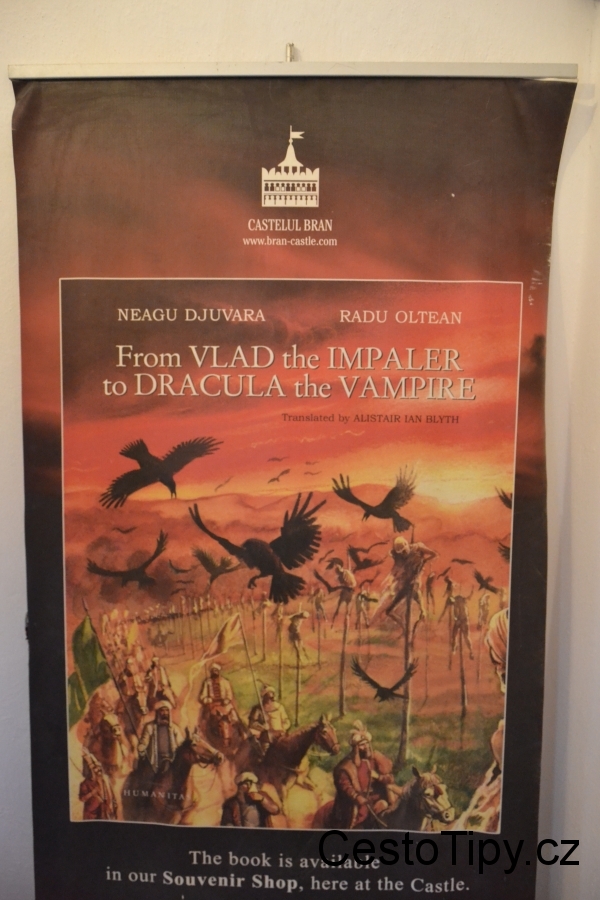 CASTELUL BRAN
www.bran-castle.com
NEAGU DJUVARA RADU OLTEAN
From VLAD the IMPALER
to DRACULA the VAMPIRE
Translated by ALISTAIR IAN BLYTH
HUMANITAS
The book is available
in our Souvenir Shop, here at the Castle.
CestoTipy.cz